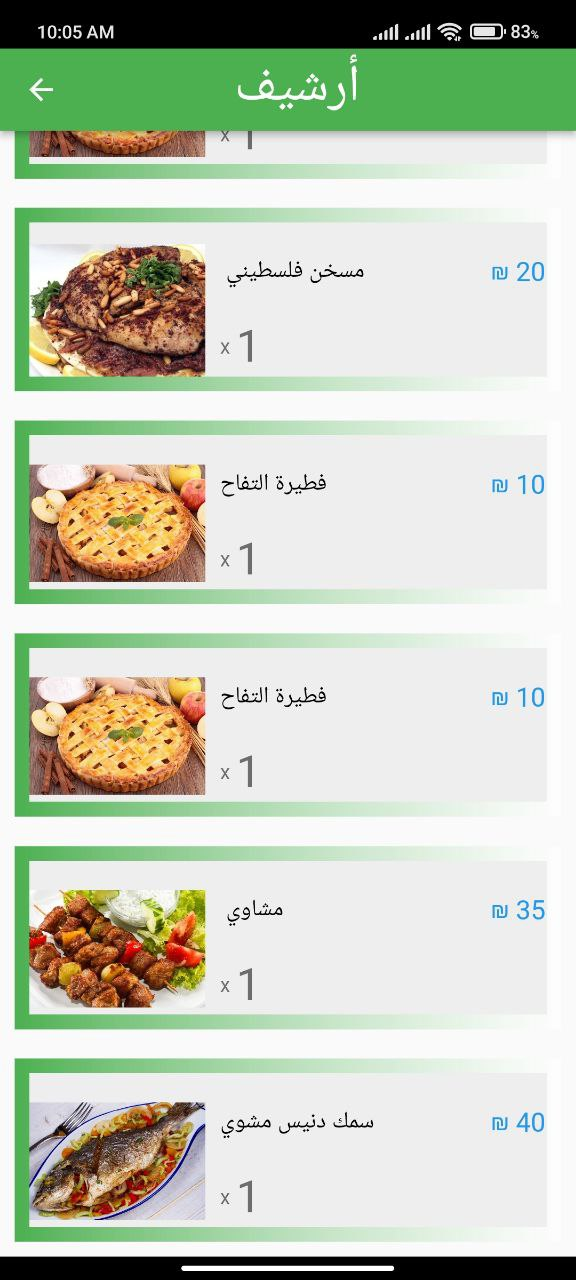 10:05 AM
83%
أرشيف
x 1
مسخن فلسطيني
₪ 20
x 1
فطيرة التفاح
₪ 10
x 1
فطيرة التفاح
₪ 10
x 1
مشاوي
₪ 35
x 1
سمك دنيس مشوي
₪ 40
x 1